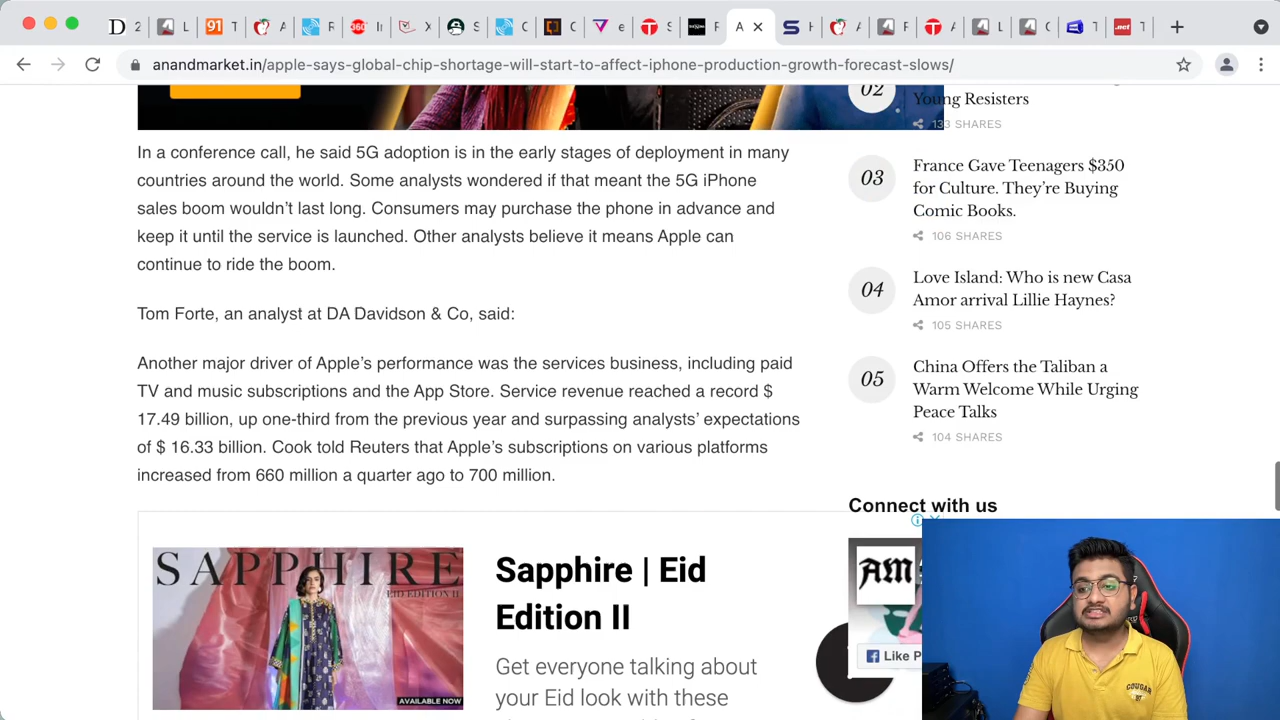 anandmarket.in/apple-says-global-chip-shortage-will-start-to-affect-iphone-production-growth-forecast-slows/
In a conference call, he said 5G adoption is in the early stages of deployment in many
countries around the world. Some analysts wondered if that meant the 5G iPhone
sales boom wouldn't last long. Consumers may purchase the phone in advance and
keep it until the service is launched. Other analysts believe it means Apple can
continue to ride the boom.
Tom Forte, an analyst at DA Davidson & Co, said:
Another major driver of Apple's performance was the services business, including paid
TV and music subscriptions and the App Store. Service revenue reached a record $
17.49 billion, up one-third from the previous year and surpassing analysts' expectations
of $ 16.33 billion. Cook told Reuters that Apple's subscriptions on various platforms
increased from 660 million a quarter ago to 700 million.
SAPPHIRE
EID EDITION II
AVAILABLE NOW
Sapphire | Eid
Edition II
Get everyone talking about
your Eid look with these
02
Young Resisters
133 SHARES
03
France Gave Teenagers $350
for Culture. They're Buying
Comic Books.
106 SHARES
04
Love Island: Who is new Casa
Amor arrival Lillie Haynes?
105 SHARES
05
China Offers the Taliban a
Warm Welcome While Urging
Peace Talks
104 SHARES
Connect with us
AM
Like P
COUGAR